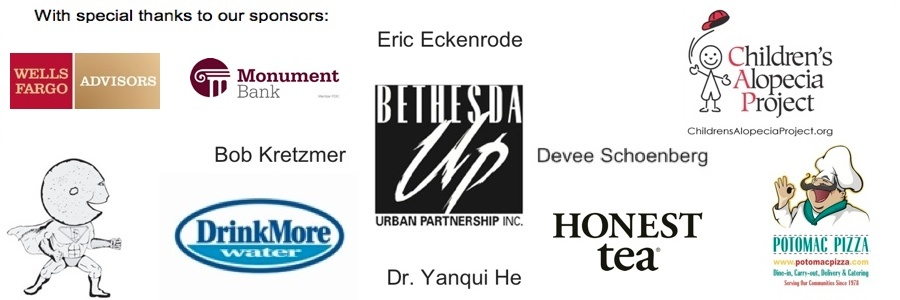 With special thanks to our sponsors:
WELLS
FARGO
ADVISORS
Monument
Bank
Eric Eckenrode
BETHESDA
Up
URBAN PARTNERSHIP INC.
Children's
Alopecia
Project
ChildrensAlopeciaProject.org
Bob Kretzmer
Devee Schoenberg
DrinkMore
water
HONEST
tea®
POTOMAC PIZZA
www.potomacpizza.com
Dine-in, Carry-out, Delivery & Catering
Serving Our Communities Since 1978
Dr. Yanqui He